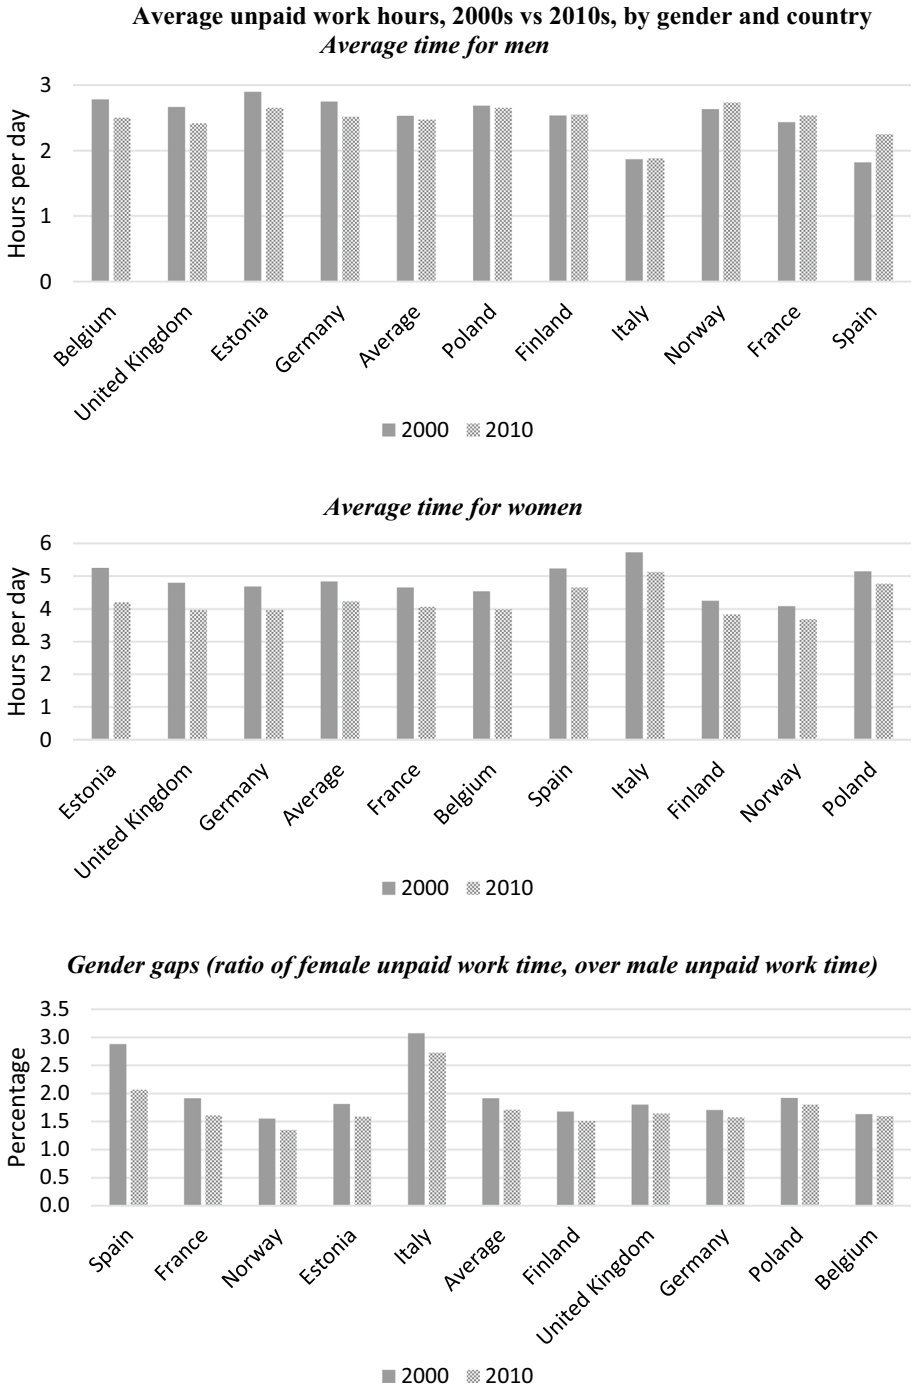 Average unpaid work hours, 2000s vs 2010s, by gender and country
Average time for men
Hours per day
3
2
1
0
Belgium
United Kingdom
Estonia
Germany
Average
Poland
Finland
Italy
Norway
France
Spain
2000 2010
Average time for women
Hours per day
6
5
4
3
2
1
0
Estonia
United Kingdom
Germany
Average
France
Belgium
Spain
Italy
Finland
Norway
Poland
2000 2010
Gender gaps (ratio of female unpaid work time, over male unpaid work time)
Percentage
3.5
3.0
2.5
2.0
1.5
1.0
0.5
0.0
Spain
France
Norway
Estonia
Italy
Average
Finland
United Kingdom
Germany
Poland
Belgium
2000 2010